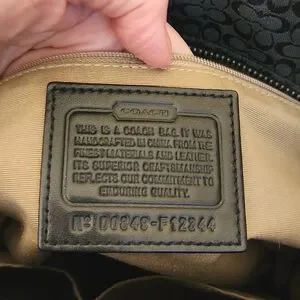 COACH
THIS IS A COACH BAG. IT WAS
HANDCRAFTED IN CHINA FROM THE
FINEST MATERIALS AND LEATHER.
ITS SUPERIOR CRAFTSMANSHIP
REFLECTS OUR COMMITMENT TO
ENDURING QUALITY.
Nº D0949-F12344